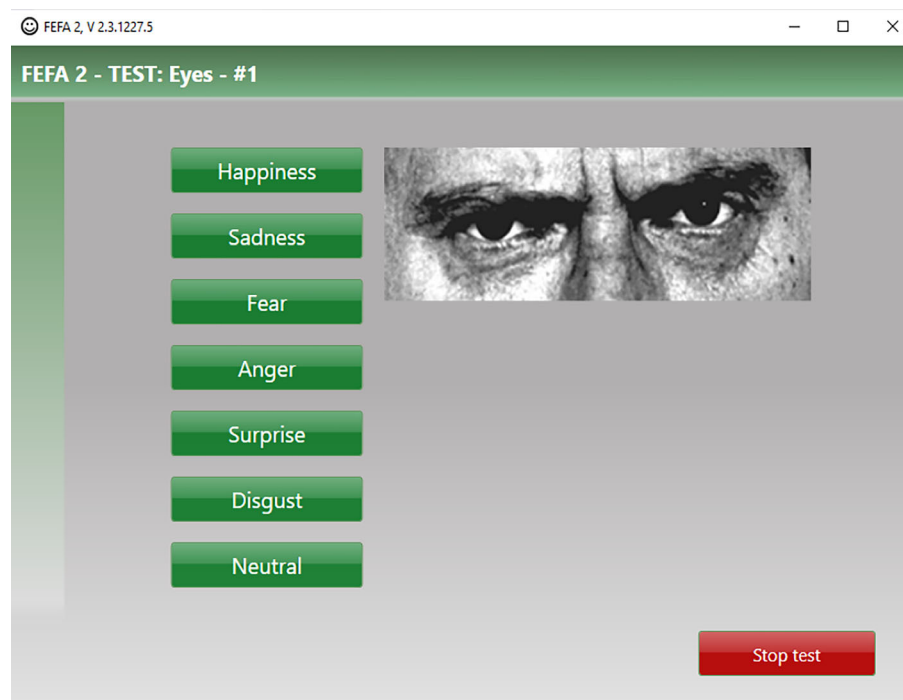 FEFA 2, V 2.3.1227.5
FEFA 2 - TEST: Eyes - #1
Happiness
Sadness
Fear
Anger
Surprise
Disgust
Neutral
Stop test